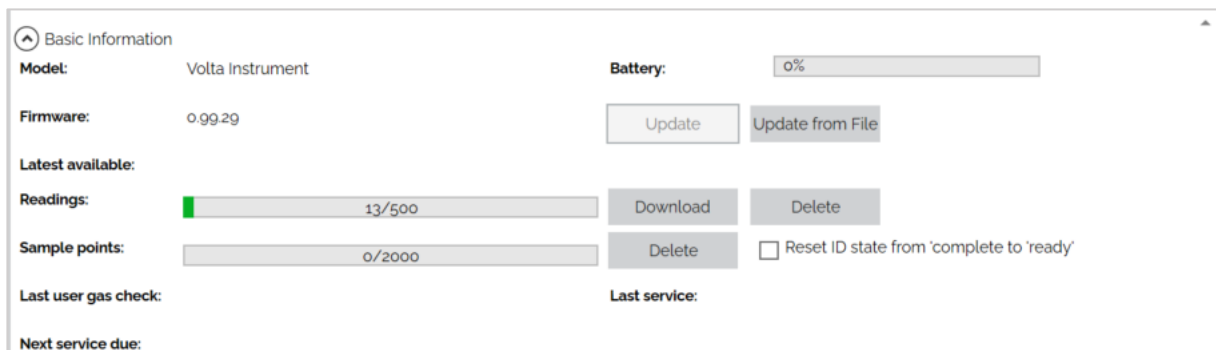 Basic Information
Model: Volta Instrument Battery: 0%
Firmware: 0.99.29 Update Update from File
Latest available:
Readings: 13/500 Download Delete
Sample points: 0/2000 Delete Reset ID state from 'complete to 'ready'
Last user gas check: Last service:
Next service due: